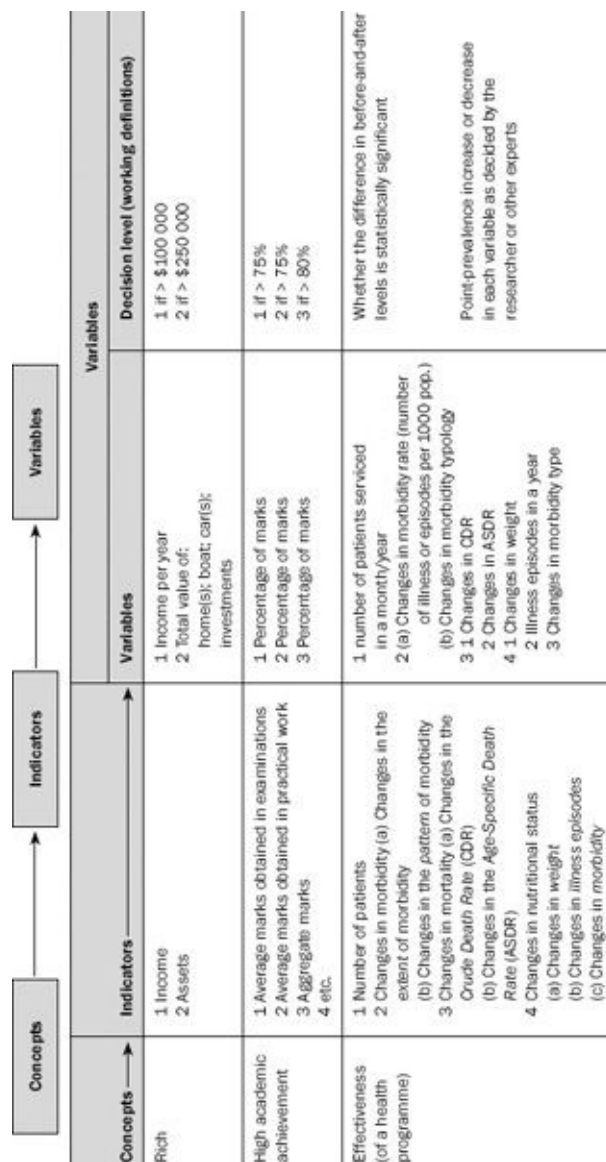 Concepts → Indicators → Variables
Variables
Concepts → Indicators → Variables Decision level (working definitions)
Rich
1 Income
2 Assets
1 Income per year
2 Total value of:
home(s); boat; car(s);
investments
1 if > $100 000
2 if > $250 000
High academic
achievement
1 Average marks obtained in examinations
2 Average marks obtained in practical work
3 Aggregate marks
4 etc.
1 Percentage of marks
2 Percentage of marks
3 Percentage of marks
1 if > 75%
2 if > 75%
3 if > 80%
Effectiveness
(of a health
programme)
1 Number of patients
2 Changes in morbidity (a) Changes in the
extent of morbidity
(b) Changes in the pattern of morbidity
3 Changes in mortality (a) Changes in the
Crude Death Rate (CDR)
(b) Changes in the Age-Specific Death
Rate (ASDR)
4 Changes in nutritional status
(a) Changes in weight
(b) Changes in illness episodes
(c) Changes in morbidity
1 number of patients serviced
in a month/year
2 (a) Changes in morbidity rate (number
of illness or episodes per 1000 pop.)
(b) Changes in morbidity typology
3 1 Changes in CDR
2 Changes in ASDR
4 1 Changes in weight
2 Illness episodes in a year
3 Changes in morbidity type
Whether the difference in before-and-after
levels is statistically significant
Point-prevalence increase or decrease
in each variable as decided by the
researcher or other experts